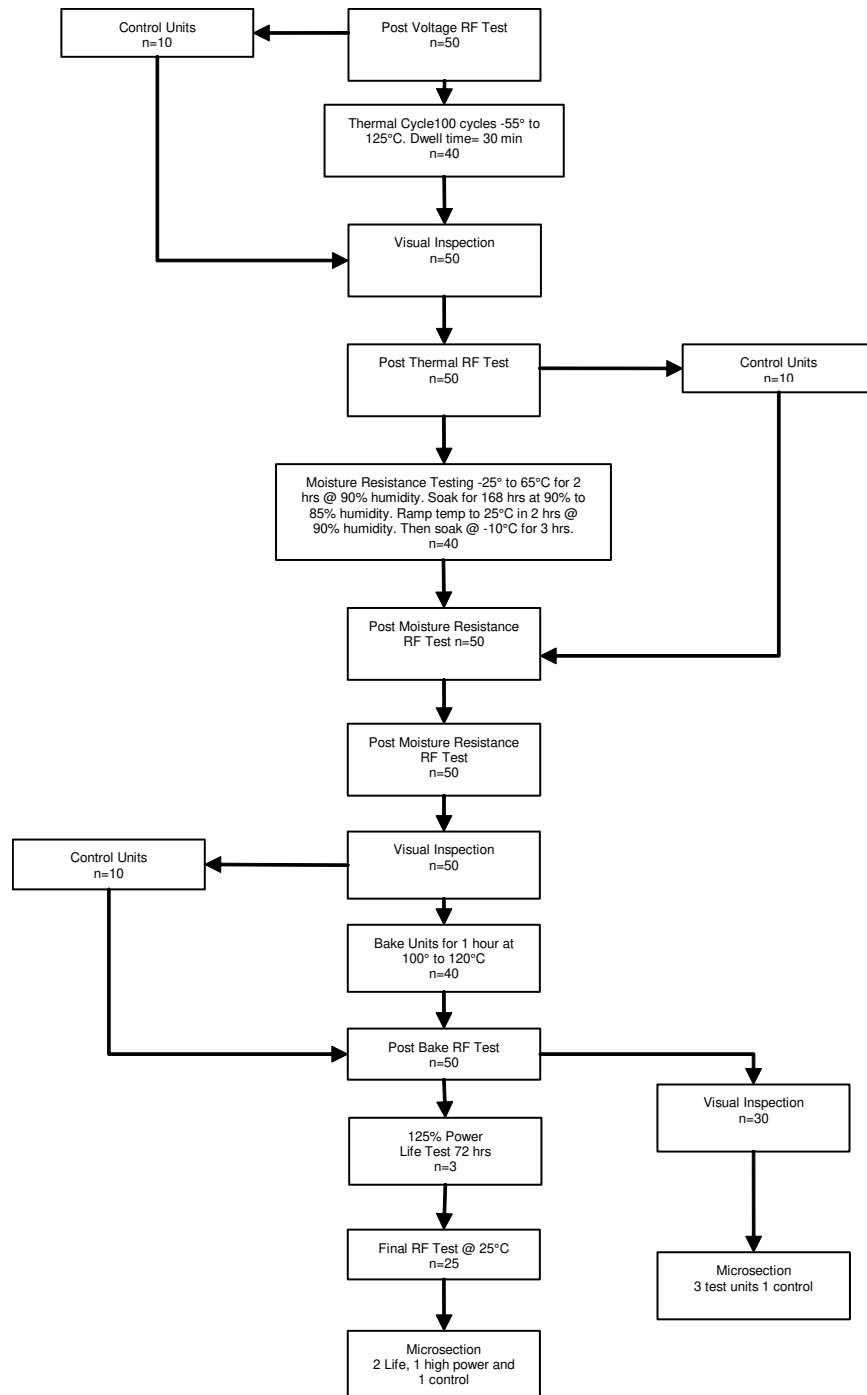 Control Units
n=10
Post Voltage RF Test
n=50
Thermal Cycle100 cycles -55° to
125°C. Dwell time= 30 min
n=40
Visual Inspection
n=50
Post Thermal RF Test
n=50
Control Units
n=10
Moisture Resistance Testing -25° to 65°C for 2
hrs @ 90% humidity. Soak for 168 hrs at 90% to
85% humidity. Ramp temp to 25°C in 2 hrs @
90% humidity. Then soak @ -10°C for 3 hrs.
n=40
Post Moisture Resistance
RF Test n=50
Post Moisture Resistance
RF Test
n=50
Visual Inspection
n=50
Control Units
n=10
Bake Units for 1 hour at
100° to 120°C
n=40
Post Bake RF Test
n=50
Visual Inspection
n=30
125% Power
Life Test 72 hrs
n=3
Final RF Test @ 25°C
n=25
Microsection
3 test units 1 control
Microsection
2 Life, 1 high power and
1 control